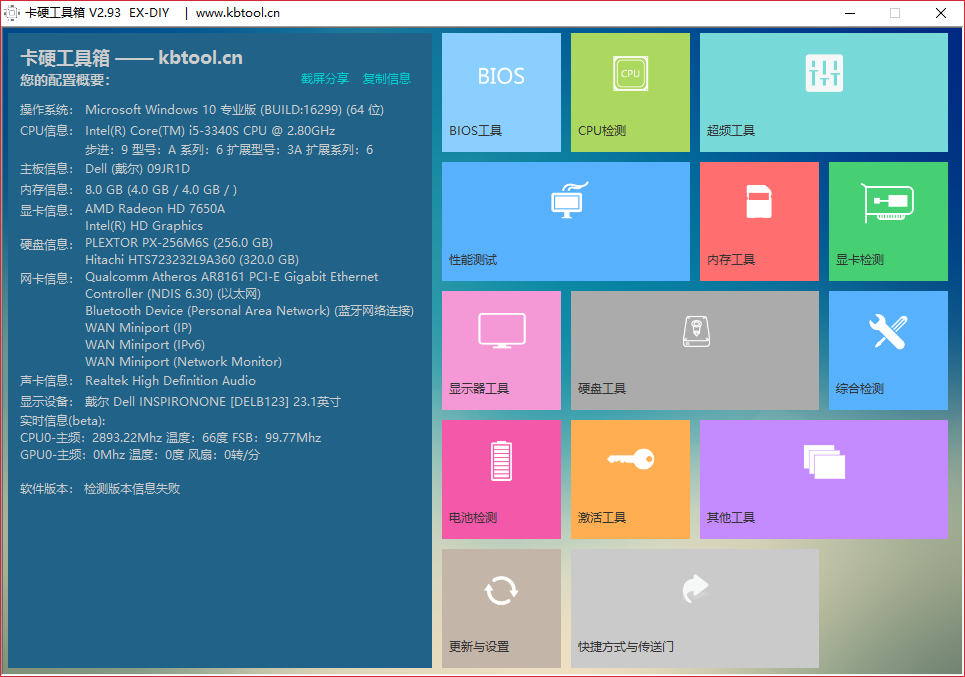 卡硬工具箱 V2.93 EX-DIY | www.kbtool.cn
卡硬工具箱 —— kbtool.cn
您的配置概要:
截屏分享 复制信息
操作系统: Microsoft Windows 10 专业版 (BUILD:16299) (64 位)
CPU信息: Intel(R) Core(TM) i5-3340S CPU @ 2.80GHz
步进: 9 型号: A 系列: 6 扩展型号: 3A 扩展系列: 6
主板信息: Dell (戴尔) 09JR1D
内存信息: 8.0 GB (4.0 GB / 4.0 GB / )
显卡信息: AMD Radeon HD 7650A
Intel(R) HD Graphics
硬盘信息: PLEXTOR PX-256M6S (256.0 GB)
Hitachi HTS723232L9A360 (320.0 GB)
网卡信息: Qualcomm Atheros AR8161 PCI-E Gigabit Ethernet
Controller (NDIS 6.30) (以太网)
Bluetooth Device (Personal Area Network) (蓝牙网络连接)
WAN Miniport (IP)
WAN Miniport (IPv6)
WAN Miniport (Network Monitor)
声卡信息: Realtek High Definition Audio
显示设备: 戴尔 Dell INSPIRONONE [DELB123] 23.1英寸
实时信息(beta):
CPU0-主频: 2893.22Mhz 温度: 66度 FSB: 99.77Mhz
GPU0-主频: 0Mhz 温度: 0度 风扇: 0转/分
软件版本: 检测版本信息失败
BIOS
BIOS工具
CPU
CPU检测
超频工具
性能测试
内存工具
显卡检测
显示器工具
硬盘工具
综合检测
电池检测
激活工具
其他工具
更新与设置
快捷方式与传送门